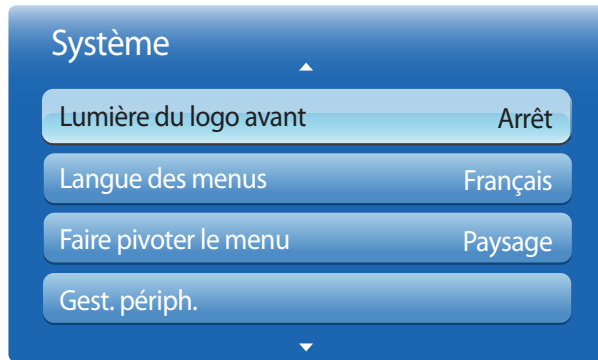 Système
Lumière du logo avant Arrêt
Langue des menus Français
Faire pivoter le menu Paysage
Gest. périph.